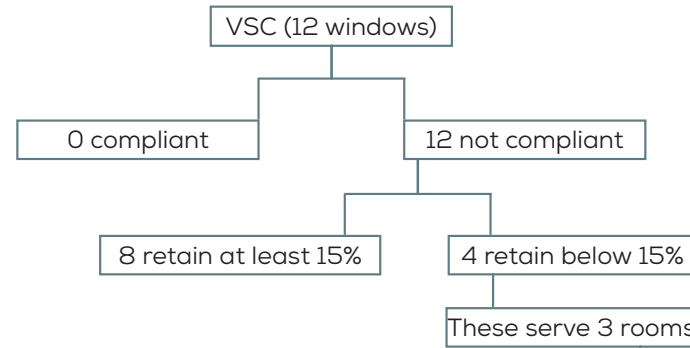 VSC (12 windows)
0 compliant
12 not compliant
8 retain at least 15%
4 retain below 15%
These serve 3 rooms